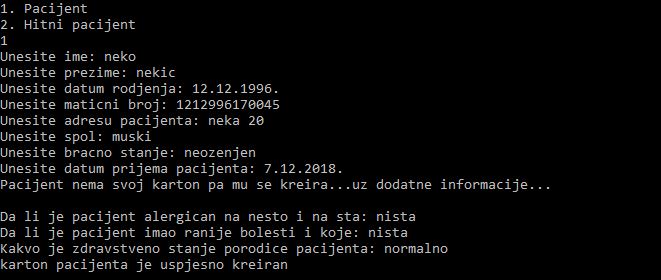 1. Pacijent
2. Hitni pacijent
1
Unesite ime: neko
Unesite prezime: nekic
Unesite datum rodjenja: 12.12.1996.
Unesite maticni broj: 1212996170045
Unesite adresu pacijenta: neka 20
Unesite spol: muski
Unesite bracno stanje: neozenjen
Unesite datum prijema pacijenta: 7.12.2018.
Pacijent nema svoj karton pa mu se kreira...uz dodatne informacije...
Da li je pacijent alergican na nesto i na sta: nista
Da li je pacijent imao ranije bolesti i koje: nista
Kakvo je zdravstveno stanje porodice pacijenta: normalno
karton pacijenta je uspjesno kreiran